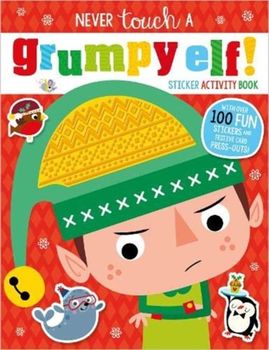 NEVER touch A
grumpy elf!
STICKER ACTIVITY BOOK
WITH OVER
100 FUN
STICKERS AND
FESTIVE CARD
PRESS-OUTS!